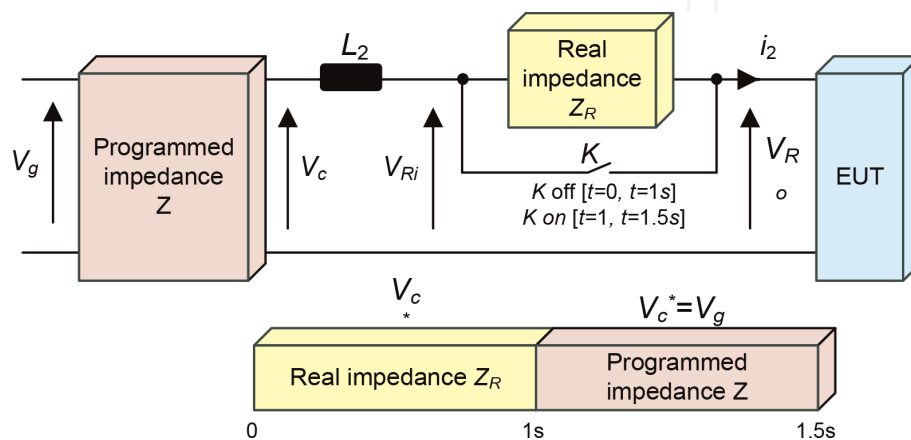 L2
Real
impedance
ZR
i2
Programmed
impedance
Z
Vg
Vc
VRi
K
VR
o
EUT
K off [t=0, t=1s]
K on [t=1, t=1.5s]
Vc
*
Vc*=Vg
Real impedance ZR
Programmed
impedance Z
0
1s
1.5s